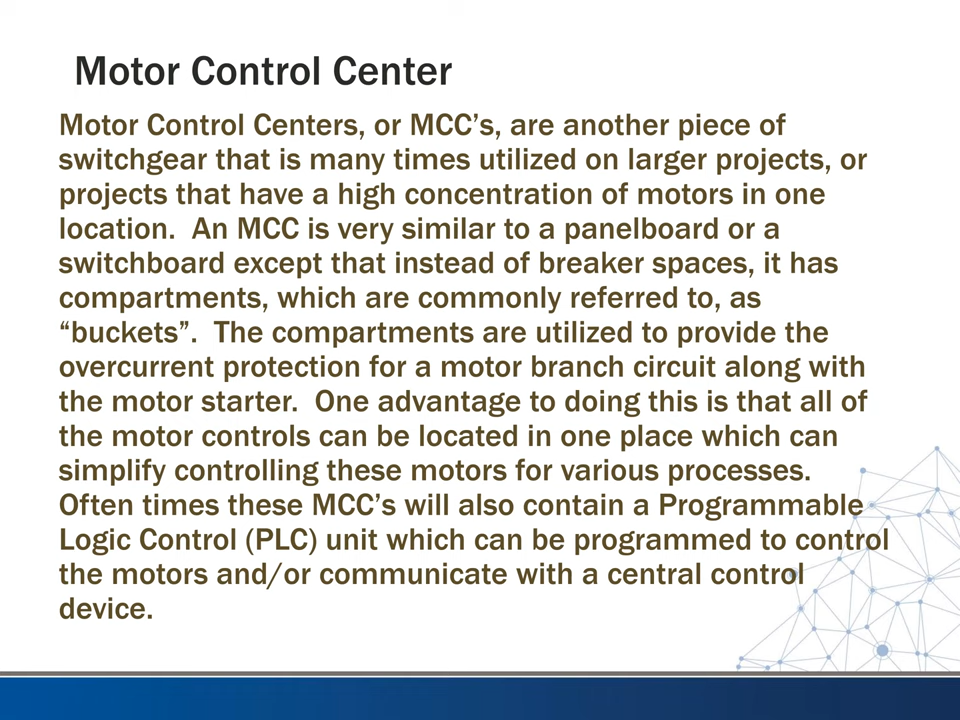 Motor Control Center
Motor Control Centers, or MCC’s, are another piece of
switchgear that is many times utilized on larger projects, or
projects that have a high concentration of motors in one
location.  An MCC is very similar to a panelboard or a
switchboard except that instead of breaker spaces, it has
compartments, which are commonly referred to, as
“buckets”.  The compartments are utilized to provide the
overcurrent protection for a motor branch circuit along with
the motor starter.  One advantage to doing this is that all of
the motor controls can be located in one place which can
simplify controlling these motors for various processes.
Often times these MCC’s will also contain a Programmable
Logic Control (PLC) unit which can be programmed to control
the motors and/or communicate with a central control
device.